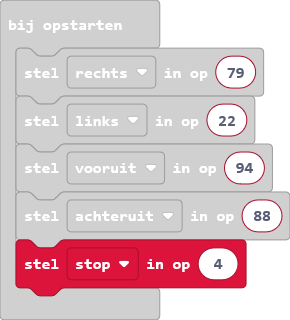 bij opstarten
stel rechts in op 79
stel links in op 22
stel vooruit in op 94
stel achteruit in op 88
stel stop in op 4